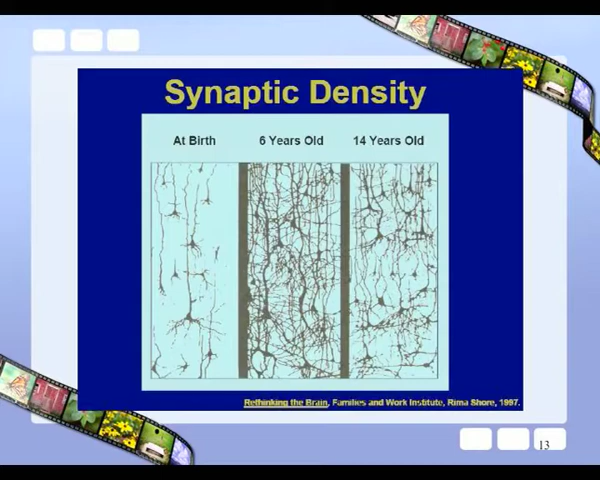 Synaptic Density
At Birth 6 Years Old 14 Years Old
Rethinking the Brain, Families and Work Institute, Rima Shore, 1997.
13